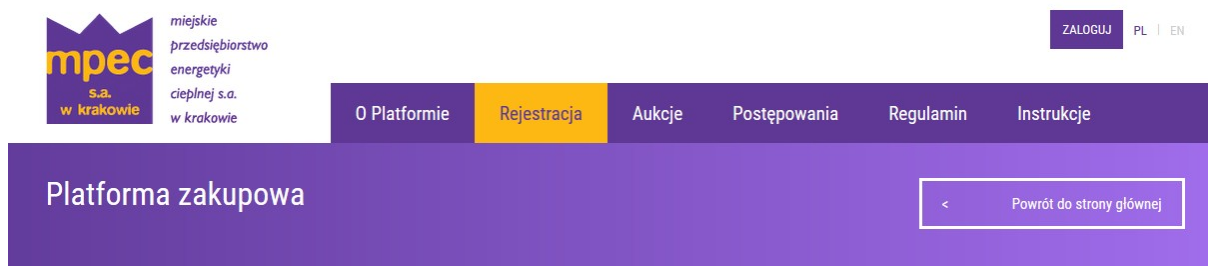 mpec
s.a.
w krakowie
miejskie
przedsiębiorstwo
energetyki
cieplnej s.a.
w krakowie
ZALOGUJ PL | EN
O Platformie Rejestracja Aukcje Postępowania Regulamin Instrukcje
Platforma zakupowa
< Powrót do strony głównej